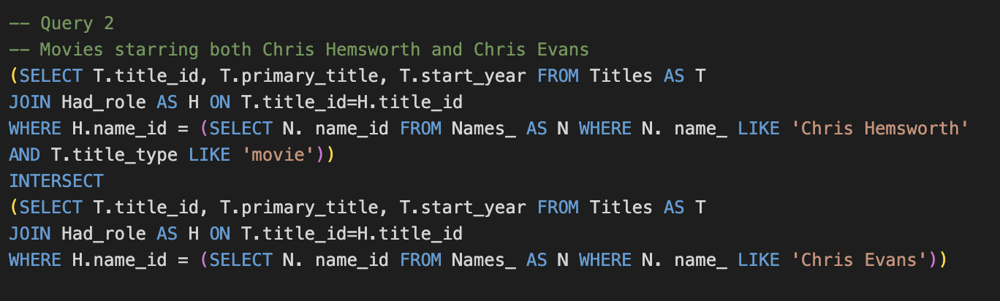 -- Query 2
-- Movies starring both Chris Hemsworth and Chris Evans
(SELECT T.title_id, T.primary_title, T.start_year FROM Titles AS T
JOIN Had_role AS H ON T.title_id=H.title_id
WHERE H.name_id = (SELECT N. name_id FROM Names_ AS N WHERE N. name_ LIKE 'Chris Hemsworth'
AND T.title_type LIKE 'movie'))
INTERSECT
(SELECT T.title_id, T.primary_title, T.start_year FROM Titles AS T
JOIN Had_role AS H ON T.title_id=H.title_id
WHERE H.name_id = (SELECT N. name_id FROM Names_ AS N WHERE N. name_ LIKE 'Chris Evans'))